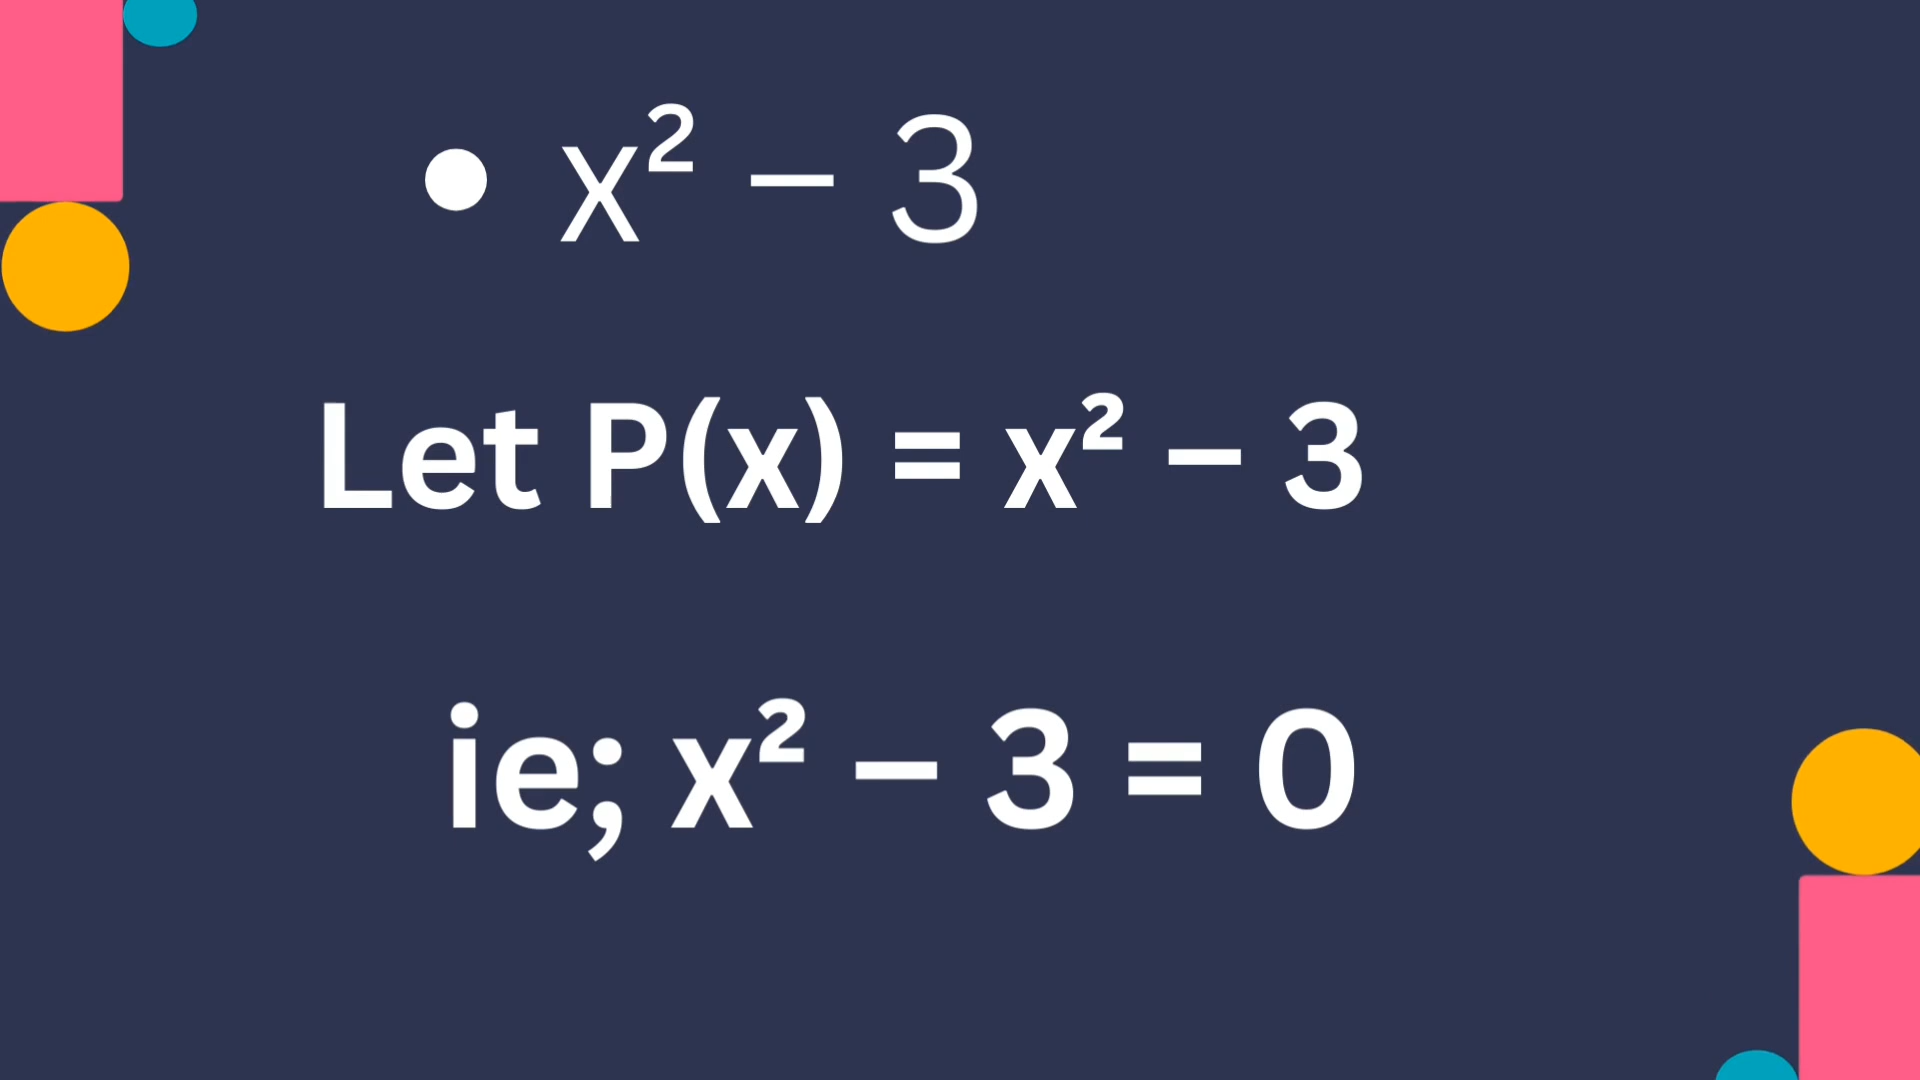 • x² – 3
Let P(x) = x² – 3
ie; x² – 3 = 0